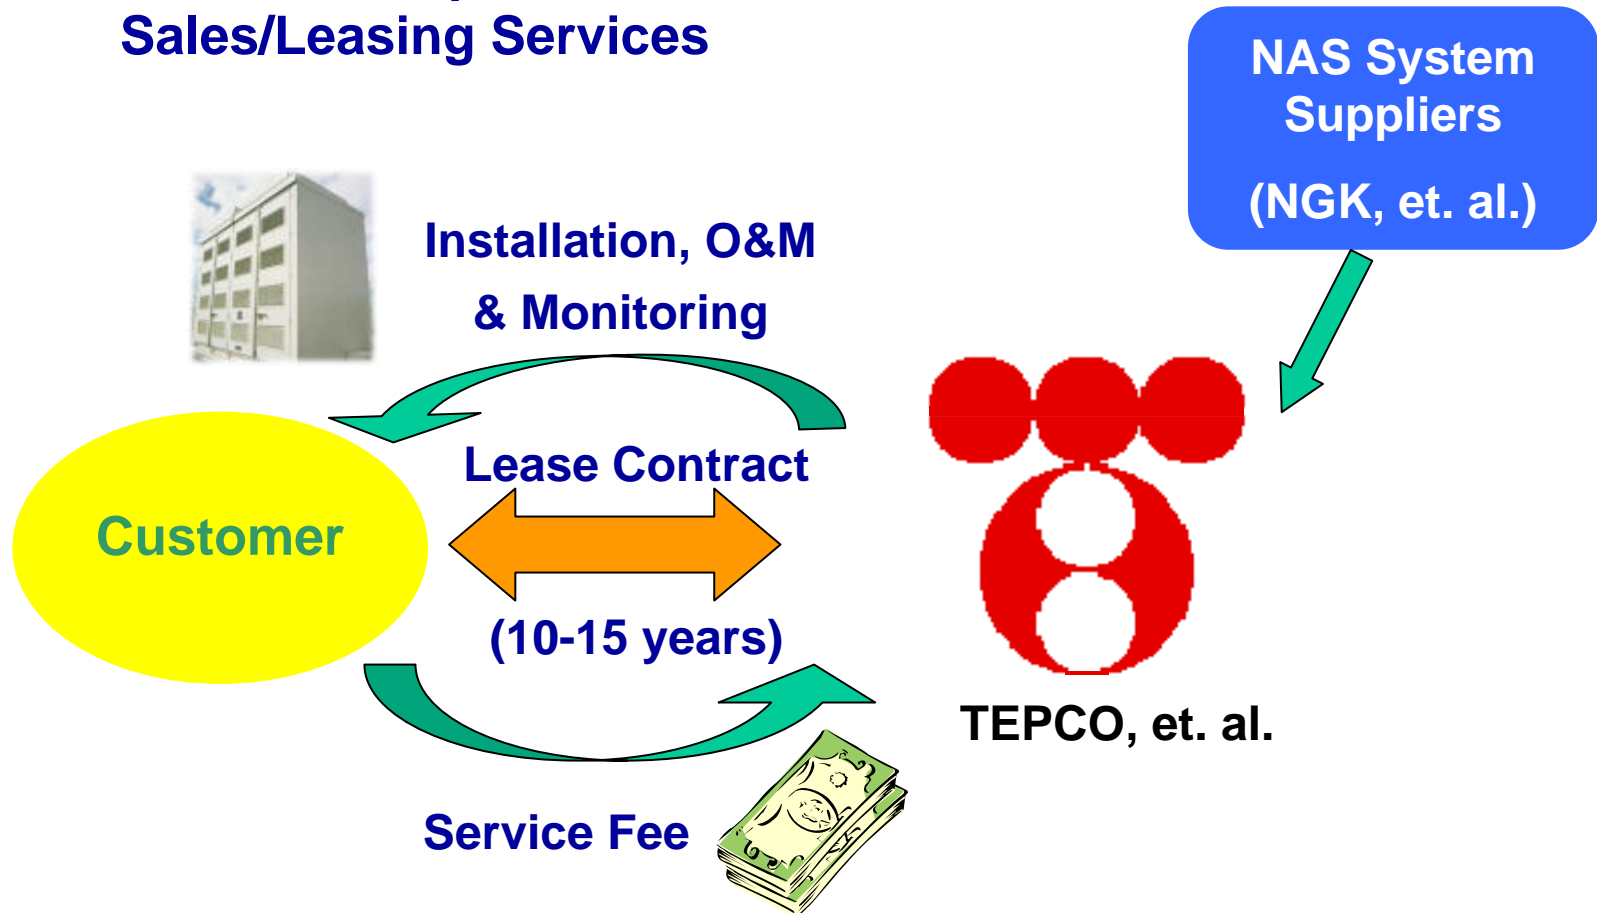 Sales/Leasing Services
NAS System
Suppliers
(NGK, et. al.)
Installation, O&M
& Monitoring
Lease Contract
Customer
(10-15 years)
TEPCO, et. al.
Service Fee